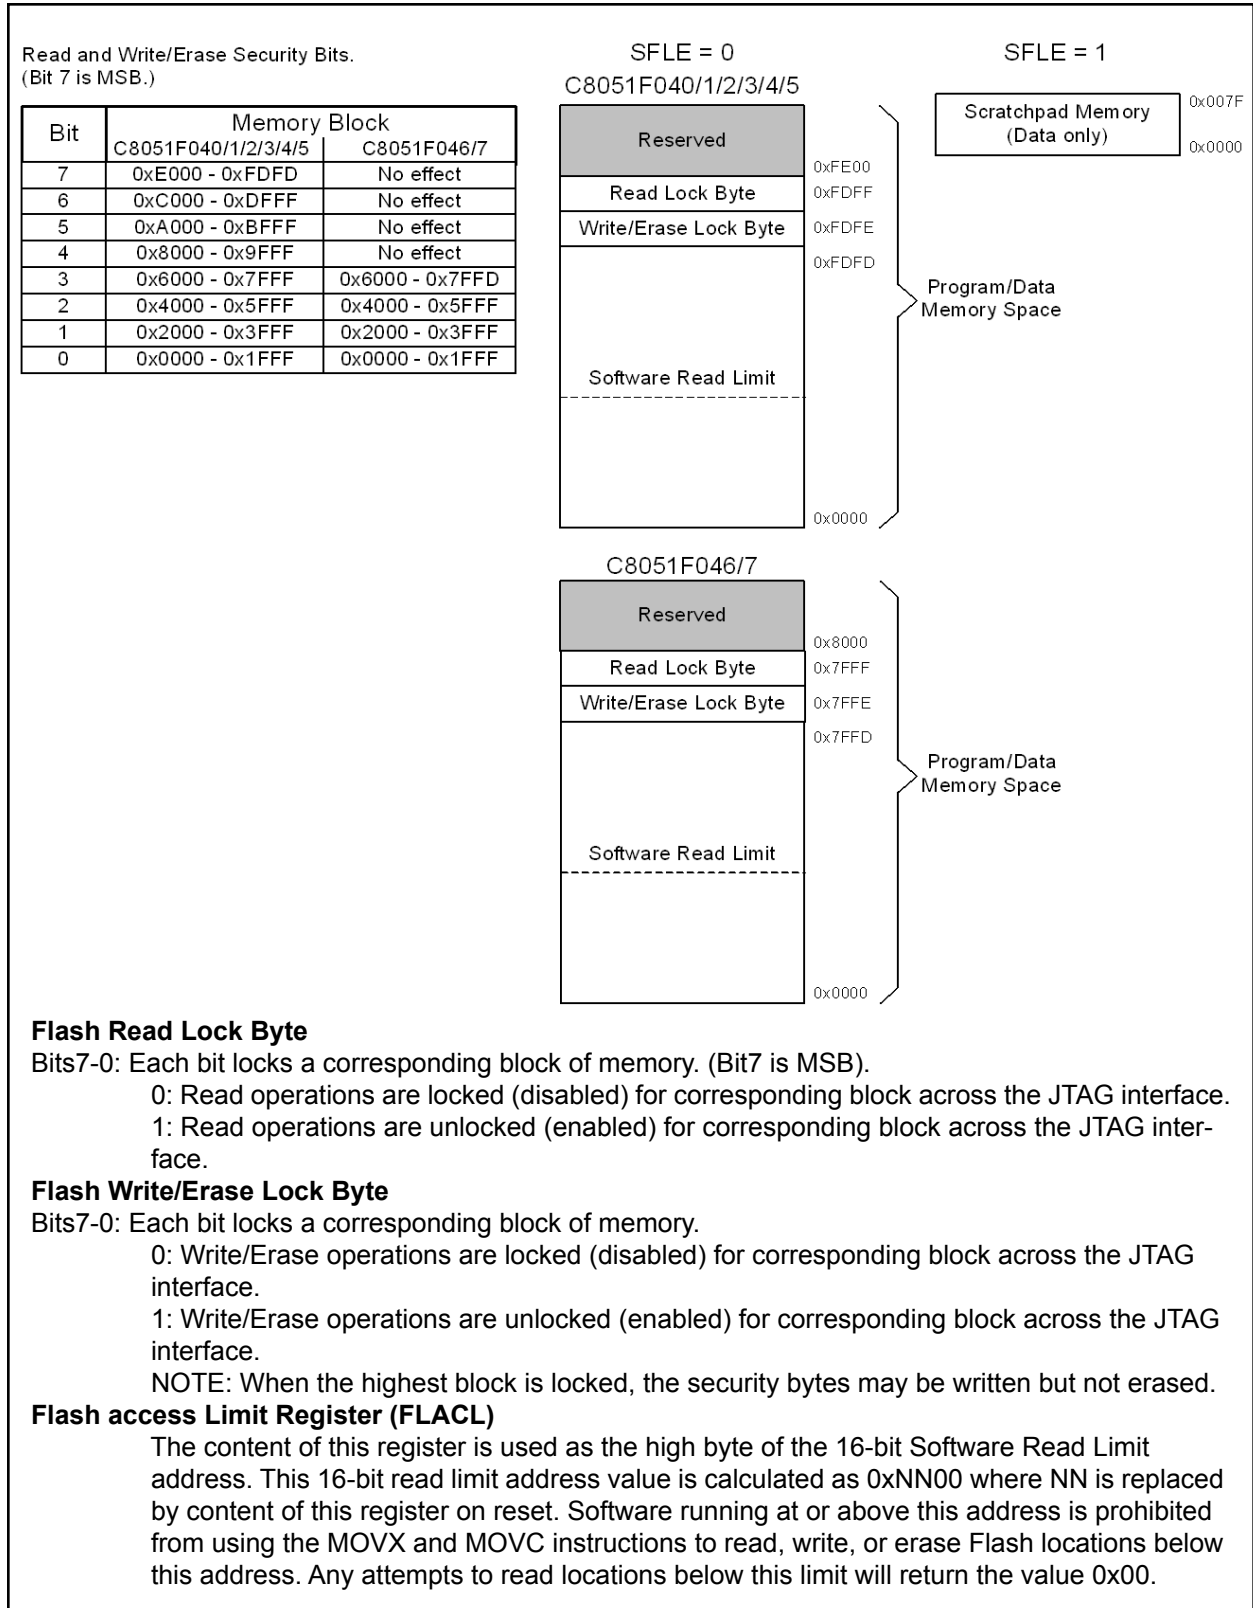 Read and Write/Erase Security Bits.
(Bit 7 is MSB.)
Bit Memory Block
C8051F040/1/2/3/4/5 C8051F046/7
7 0xE000 - 0xFDFD No effect
6 0xC000 - 0xDFFF No effect
5 0xA000 - 0xBFFF No effect
4 0x8000 - 0x9FFF No effect
3 0x6000 - 0x7FFF 0x6000 - 0x7FFD
2 0x4000 - 0x5FFF 0x4000 - 0x5FFF
1 0x2000 - 0x3FFF 0x2000 - 0x3FFF
0 0x0000 - 0x1FFF 0x0000 - 0x1FFF
SFLE = 0
C8051F040/1/2/3/4/5
Reserved
0xFE00
Read Lock Byte 0xFDFF
Write/Erase Lock Byte 0xFDFE
0xFDFD
Software Read Limit
0x0000
Program/Data
Memory Space
SFLE = 1
Scratchpad Memory
(Data only)
0x007F
0x0000
C8051F046/7
Reserved
0x8000
Read Lock Byte 0x7FFF
Write/Erase Lock Byte 0x7FFE
0x7FFD
Software Read Limit
0x0000
Program/Data
Memory Space
Flash Read Lock Byte
Bits7-0: Each bit locks a corresponding block of memory. (Bit7 is MSB).
0: Read operations are locked (disabled) for corresponding block across the JTAG interface.
1: Read operations are unlocked (enabled) for corresponding block across the JTAG inter-
face.
Flash Write/Erase Lock Byte
Bits7-0: Each bit locks a corresponding block of memory.
0: Write/Erase operations are locked (disabled) for corresponding block across the JTAG
interface.
1: Write/Erase operations are unlocked (enabled) for corresponding block across the JTAG
interface.
NOTE: When the highest block is locked, the security bytes may be written but not erased.
Flash access Limit Register (FLACL)
The content of this register is used as the high byte of the 16-bit Software Read Limit
address. This 16-bit read limit address value is calculated as 0xNN00 where NN is replaced
by content of this register on reset. Software running at or above this address is prohibited
from using the MOVX and MOVC instructions to read, write, or erase Flash locations below
this address. Any attempts to read locations below this limit will return the value 0x00.